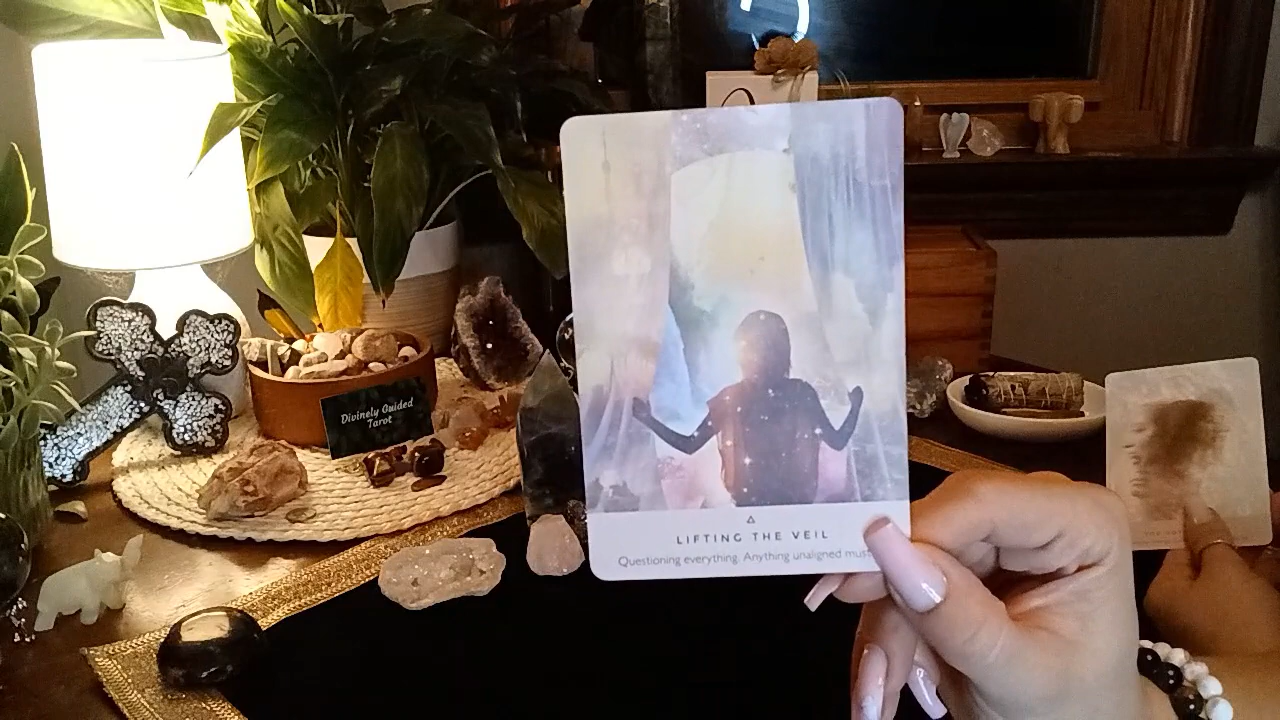 Divinely Guided
Tarot
LIFTING THE VEIL
Questioning everything. Anything unaligned must